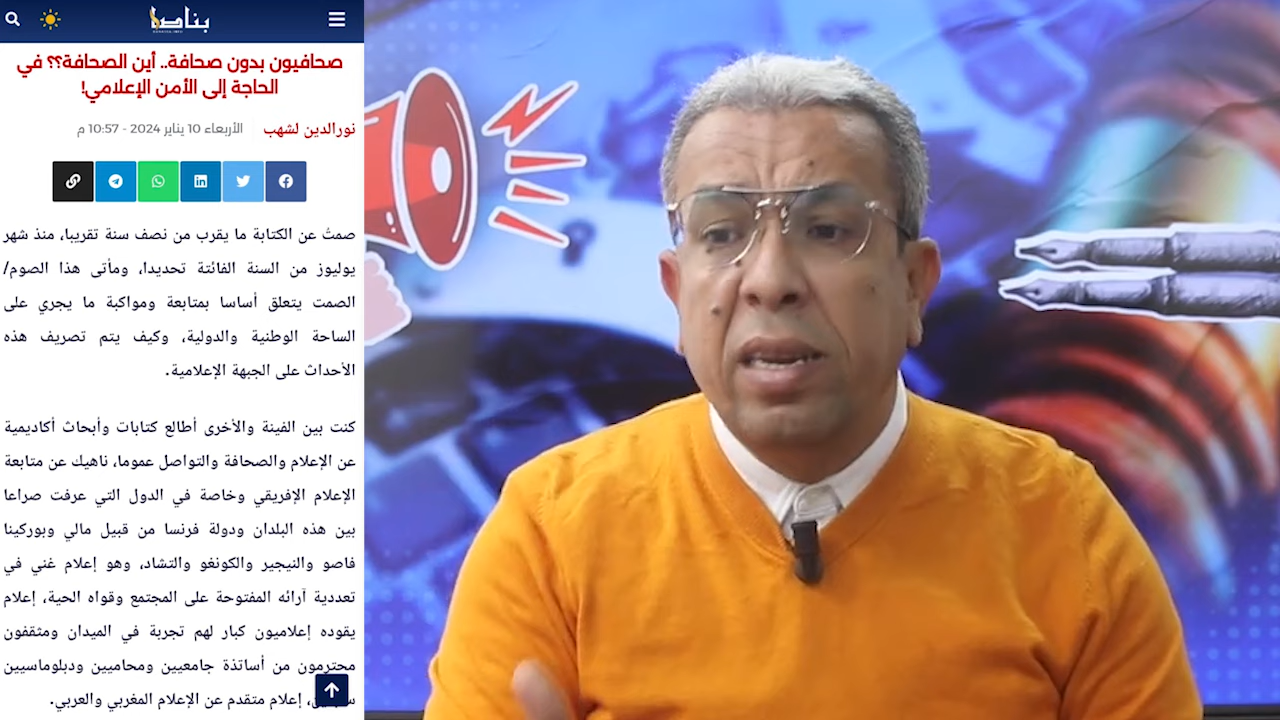 بناصا
صحافيون بدون صحافة.. أين الصحافة؟؟ في
الحاجة إلى الأمن الإعلامي!
نورالدين لشهب
الأربعاء 10 يناير 2024 - 10:57 م
صمتُ عن الكتابة ما يقرب من نصف سنة تقريبا، منذ شهر
يوليوز من السنة الفائتة تحديدا، ومأتى هذا الصوم/
الصمت يتعلق أساسا بمتابعة ومواكبة ما يجري على
الساحة الوطنية والدولية، وكيف يتم تصريف هذه
الأحداث على الجبهة الإعلامية.
كنت بين الفينة والأخرى أطالع كتابات وأبحاث أكاديمية
عن الإعلام والصحافة والتواصل عموما، ناهيك عن متابعة
الإعلام الإفريقي وخاصة في الدول التي عرفت صراعا
بين هذه البلدان ودولة فرنسا من قبيل مالي وبوركينا
فاصو والنيجير والكونغو والتشاد، وهو إعلام غني في
تعددية آرائه المفتوحة على المجتمع وقواه الحية، إعلام
يقوده إعلاميون كبار لهم تجربة في الميدان ومثقفون
محترمون من أساتذة جامعيين ومحاميين ودبلوماسيين
إعلام متقدم عن الإعلام المغربي والعربي.